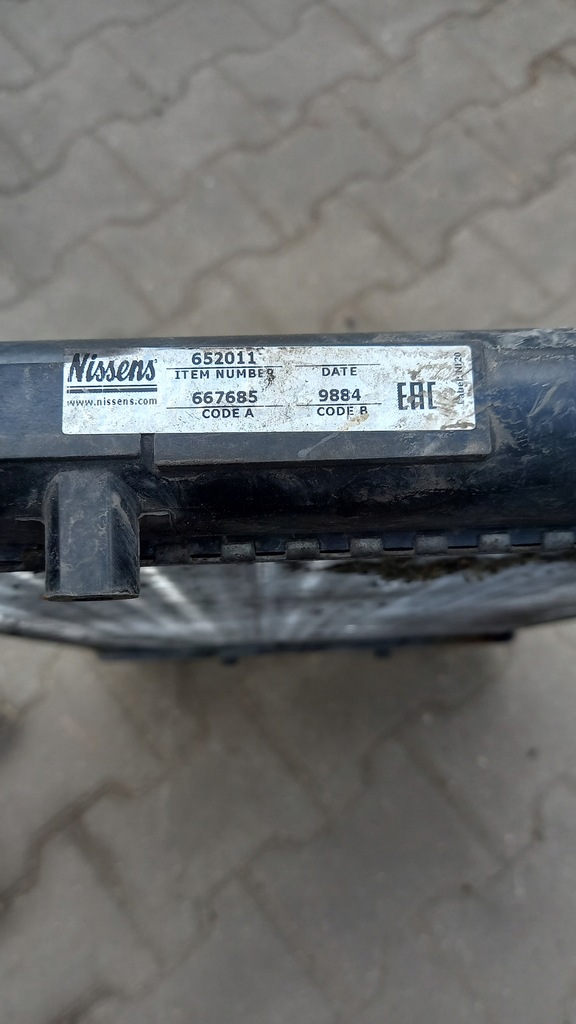 Nissens
www.nissens.com
652011
ITEM NUMBER
DATE
667685
9884
CODE A
CODE B
EAC